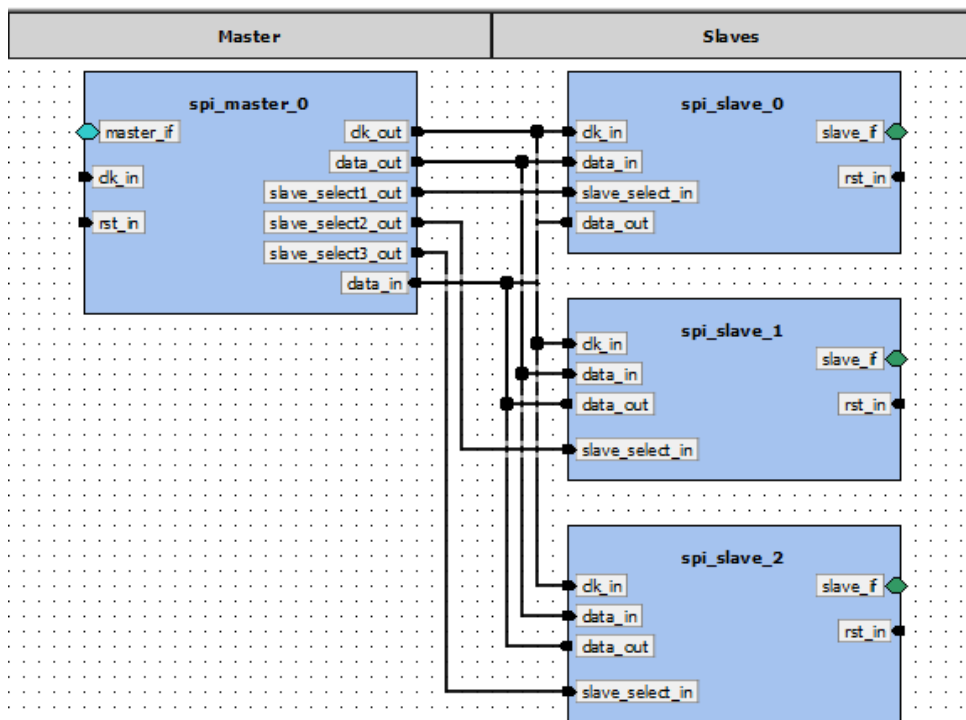 Master
Slaves
spi_master_0
master_if
clk_in
rst_in
clk_out
data_out
slave_select1_out
slave_select2_out
slave_select3_out
data_in
spi_slave_0
clk_in
data_in
slave_select_in
data_out
slave_if
rst_in
spi_slave_1
clk_in
data_in
data_out
slave_select_in
slave_if
rst_in
spi_slave_2
clk_in
data_in
data_out
slave_select_in
slave_if
rst_in